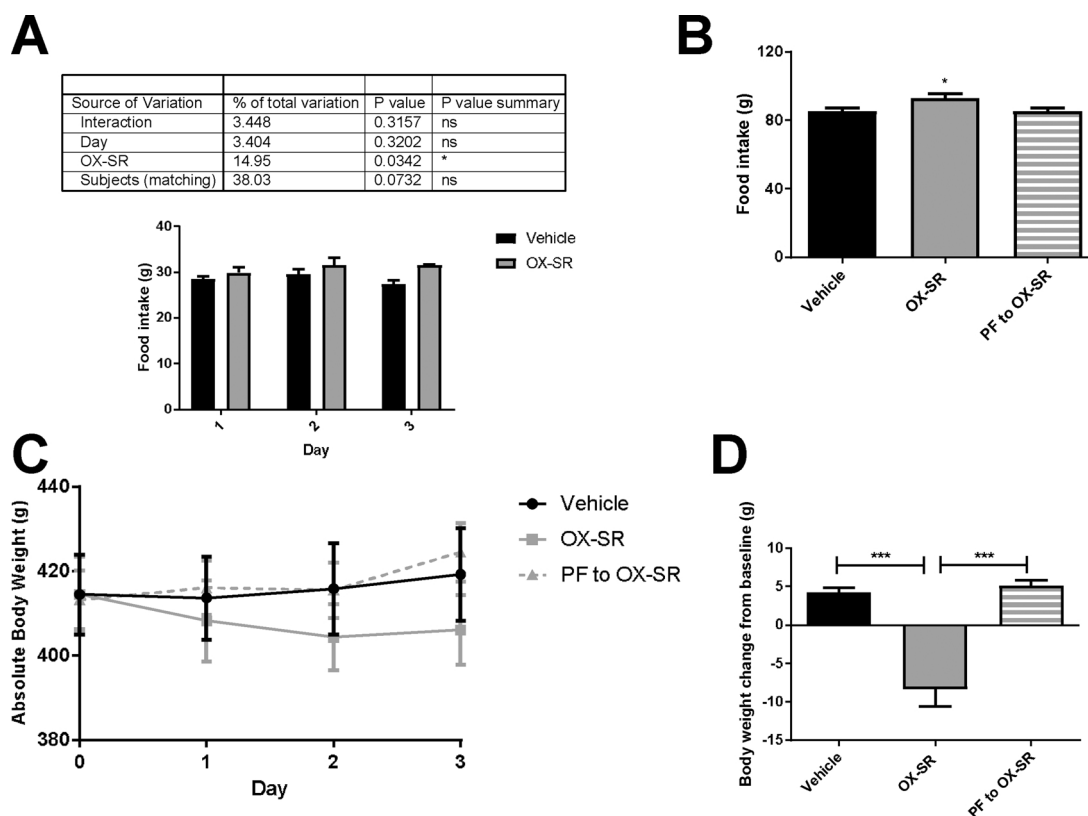 A
Source of Variation % of total variation P value P value summary
Interaction 3.448 0.3157 ns
Day 3.404 0.3202 ns
OX-SR 14.95 0.0342 *
Subjects (matching) 38.03 0.0732 ns
Food intake (g)
40
30
20
10
0
1 2 3
Day
Vehicle
OX-SR
B
Food intake (g)
120
80
40
0
*
Vehicle OX-SR PF to OX-SR
C
Absolute Body Weight (g)
440
420
400
380
0 1 2 3
Day
Vehicle
OX-SR
PF to OX-SR
D
Body weight change from baseline (g)
10
5
0
-5
-10
-15
*** ***
Vehicle OX-SR PF to OX-SR